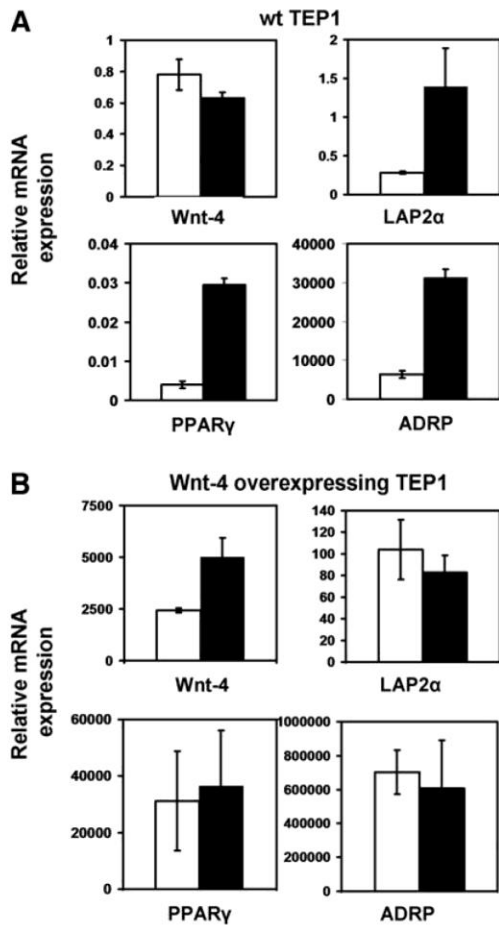 A
wt TEP1
Relative mRNA
expression
1
0.8
0.6
0.4
0.2
0
Wnt-4
2
1.5
1
0.5
0
LAP2α
0.04
0.03
0.02
0.01
0
PPARγ
40000
30000
20000
10000
0
ADRP
B
Wnt-4 overexpressing TEP1
Relative mRNA
expression
7500
5000
2500
0
Wnt-4
140
120
100
80
60
40
20
0
LAP2α
60000
40000
20000
0
PPARγ
1000000
800000
600000
400000
200000
0
ADRP